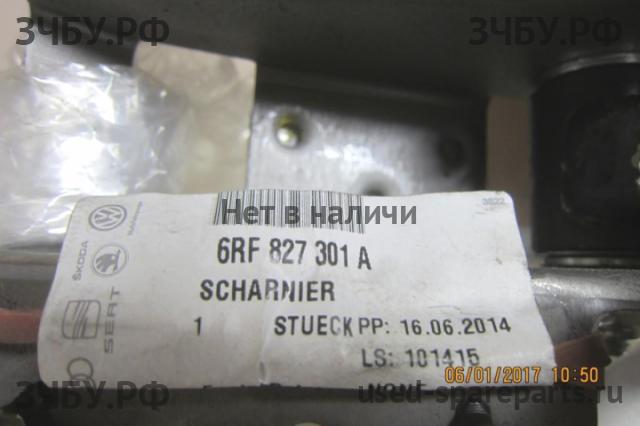 ЗЧБУ.РФ ЗЧБУ.РФ
3622
Нет в наличи
6RF 827 301 A
ŠKODA
SCHARNIER
SEAT
1 STUECK PP: 16.06.2014
LS: 101415
06/01/2017 10:50
ЗЧБУ.РФ used-spareparts.ru